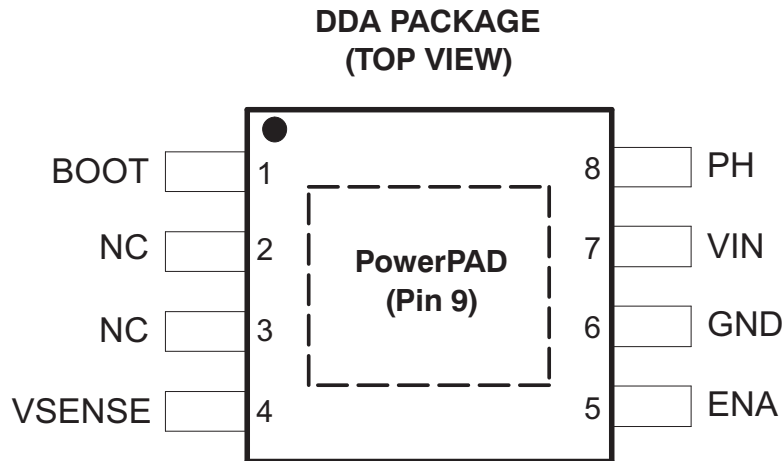 DDA PACKAGE
(TOP VIEW)
BOOT 1 8 PH
NC 2 7 VIN
PowerPAD
(Pin 9)
NC 3 6 GND
VSENSE 4 5 ENA